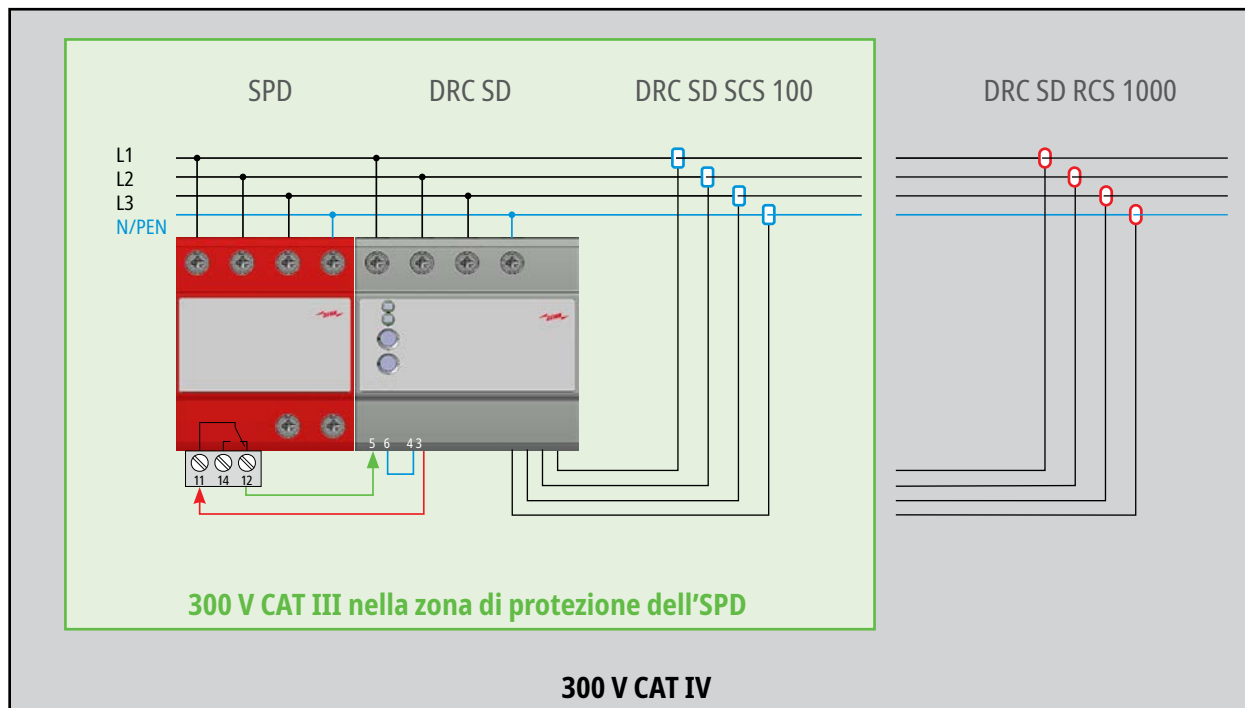 SPD DRC SD DRC SD SCS 100 DRC SD RCS 1000
L1
L2
L3
N/PEN
5 6 4 3
11 14 12
300 V CAT III nella zona di protezione dell’SPD
300 V CAT IV